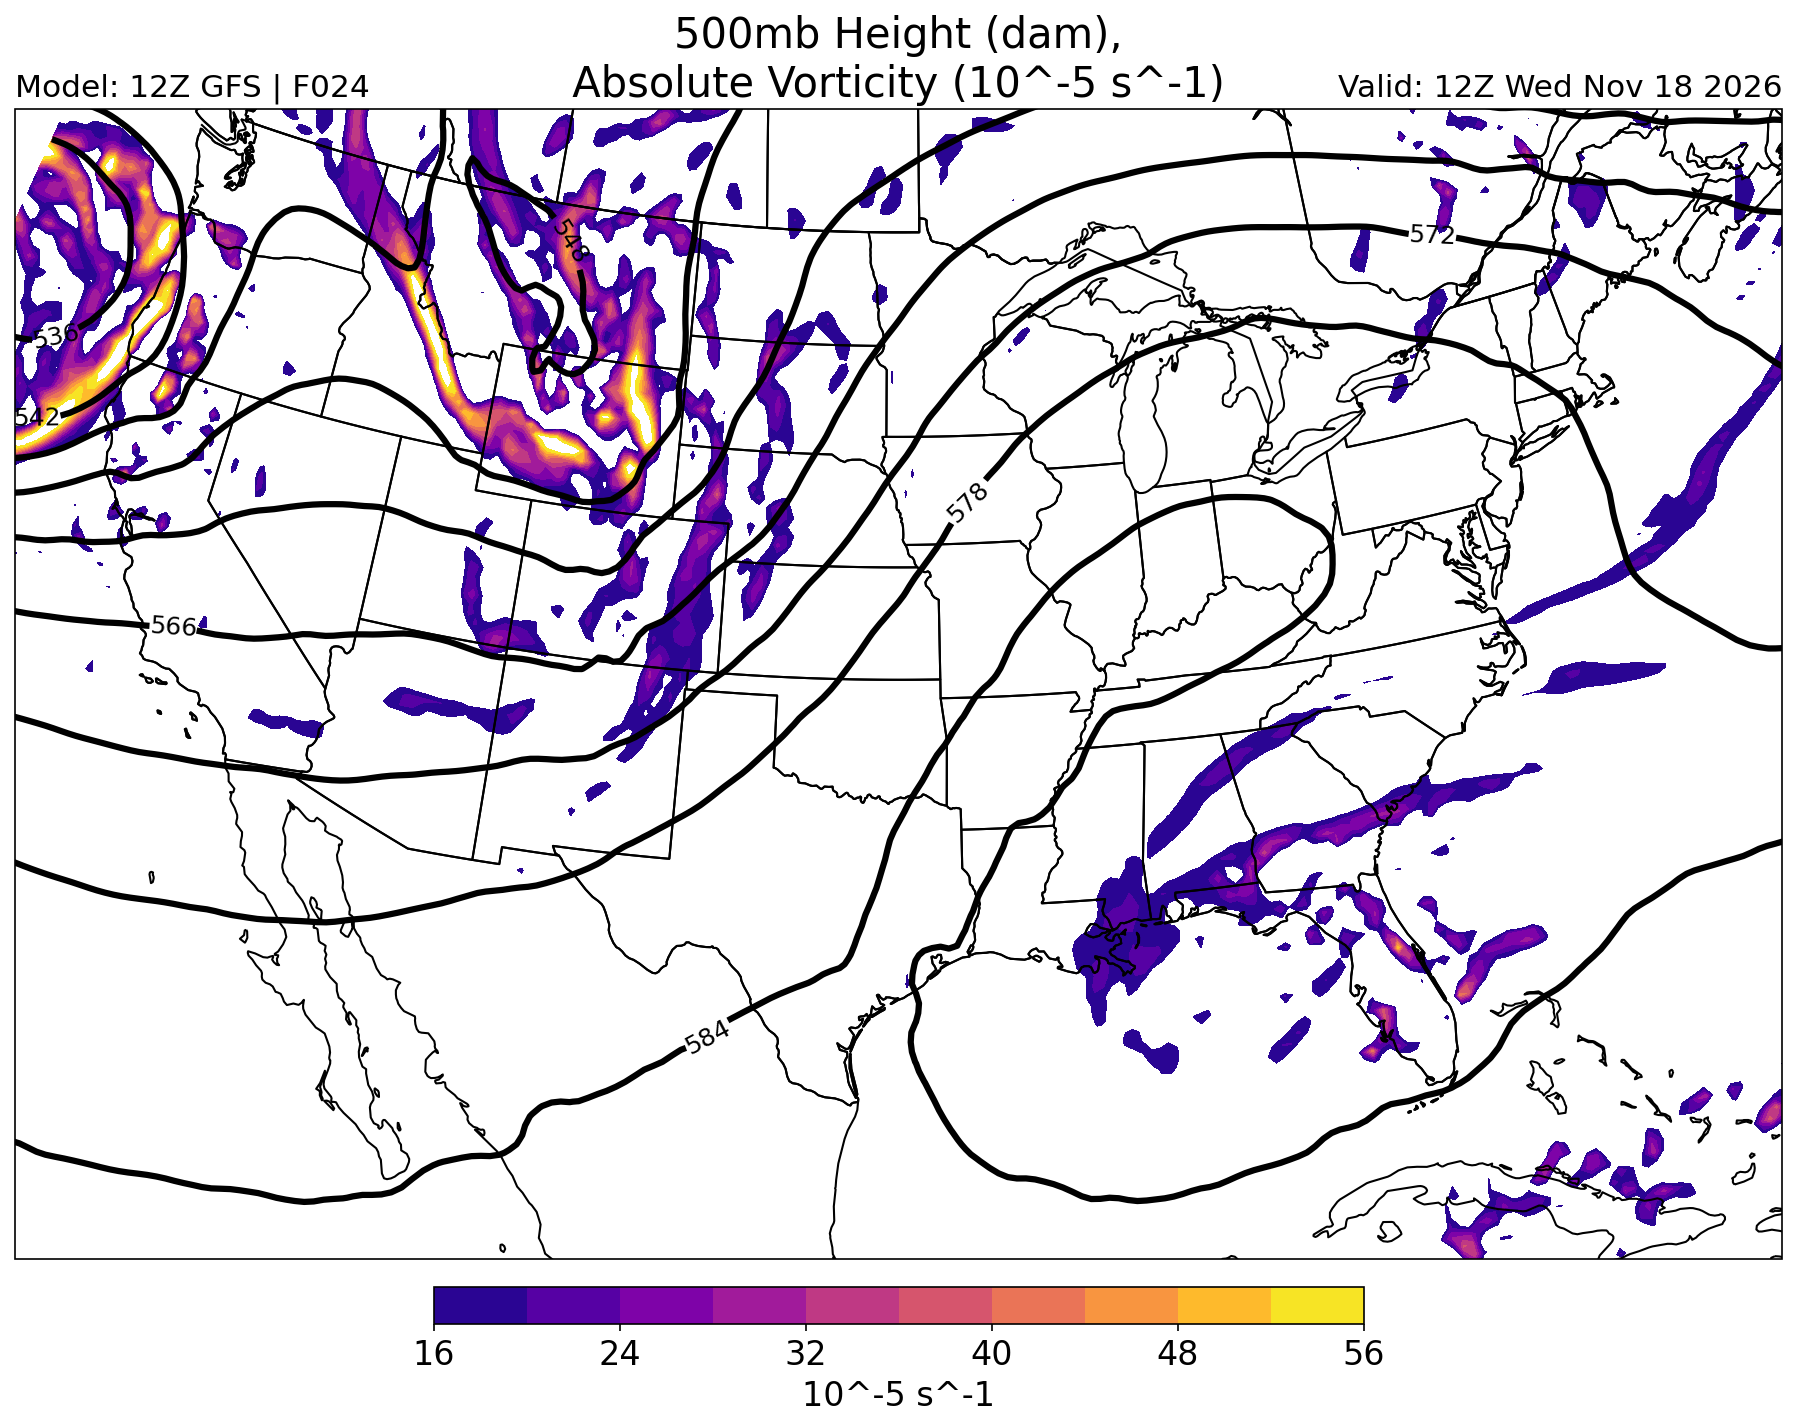 500mb Height (dam),
Model: 12Z GFS | F024
Absolute Vorticity (10^-5 s^-1)
Valid: 12Z Wed Nov 18 2026
548
572
536
542
578
566
584
16 24 32 40 48 56
10^-5 s^-1